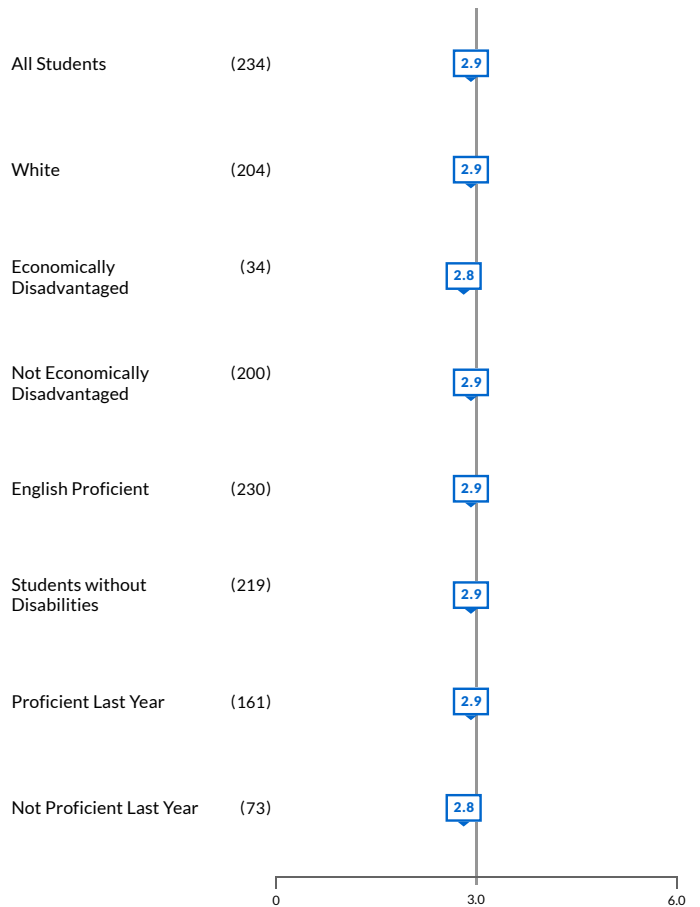 All Students (234) 2.9
White (204) 2.9
Economically (34)
Disadvantaged 2.8
Not Economically (200)
Disadvantaged 2.9
English Proficient (230) 2.9
Students without (219)
Disabilities 2.9
Proficient Last Year (161) 2.9
Not Proficient Last Year (73) 2.8
0 3.0 6.0